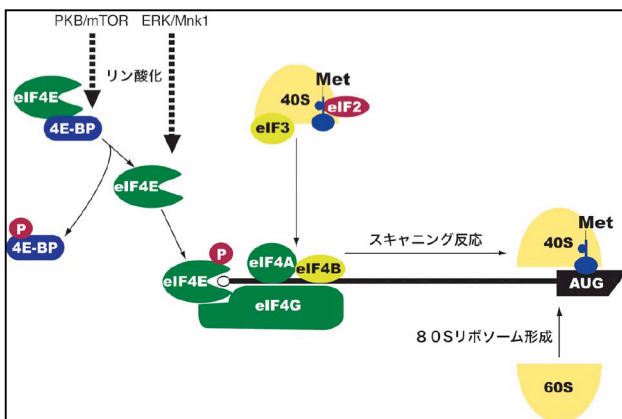 PKB/mTOR ERK/Mnk1
リン酸化
eIF4E
4E-BP
Met
40S
eIF2
eIF3
eIF4E
P
4E-BP
P
eIF4E
eIF4A
eIF4B
eIF4G
スキャニング反応
Met
40S
AUG
80Sリボソーム形成
60S